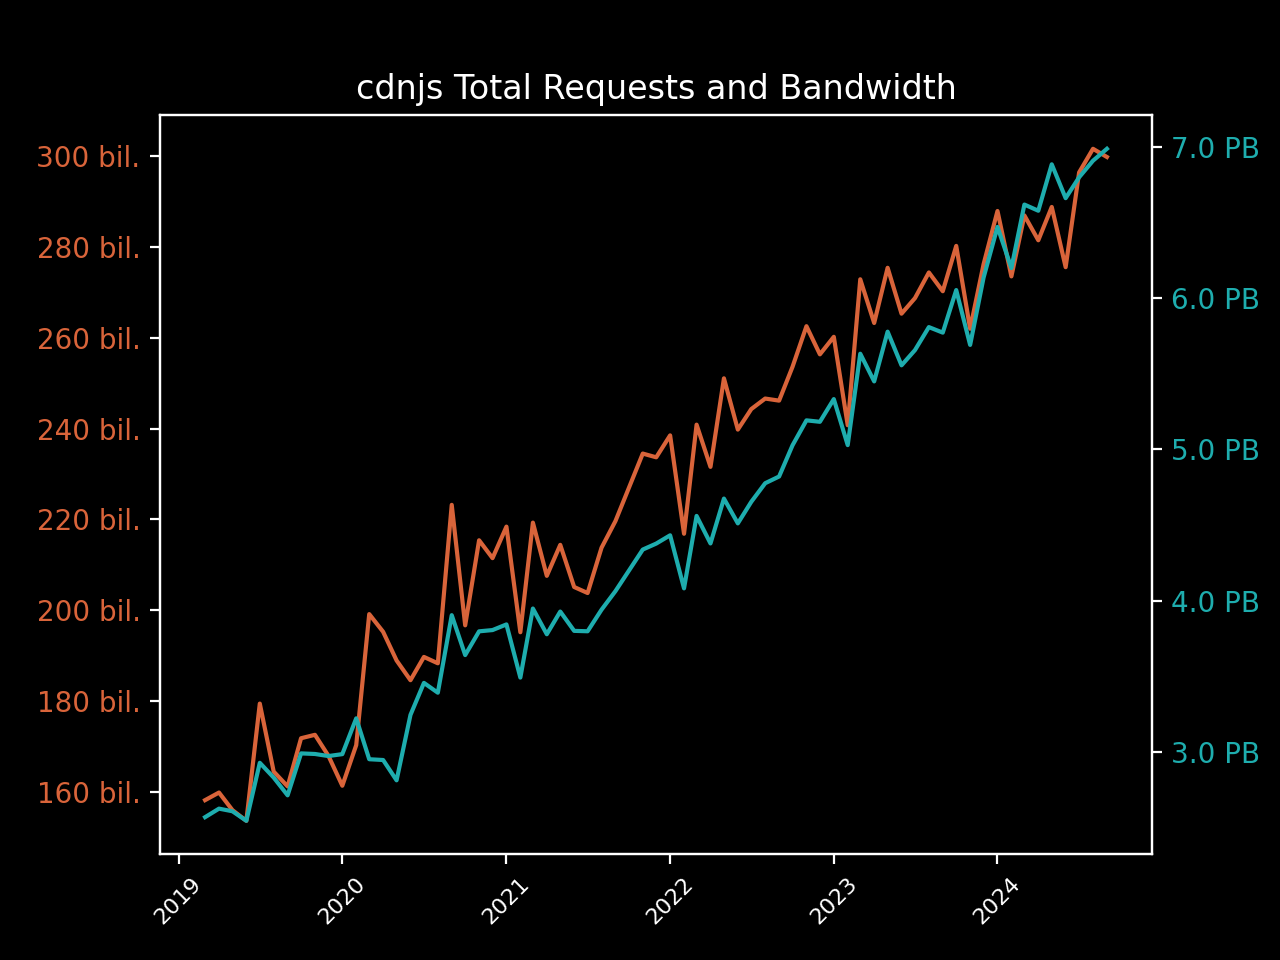 cdnjs Total Requests and Bandwidth
300 bil.
280 bil.
260 bil.
240 bil.
220 bil.
200 bil.
180 bil.
160 bil.
7.0 PB
6.0 PB
5.0 PB
4.0 PB
3.0 PB
2019
2020
2021
2022
2023
2024